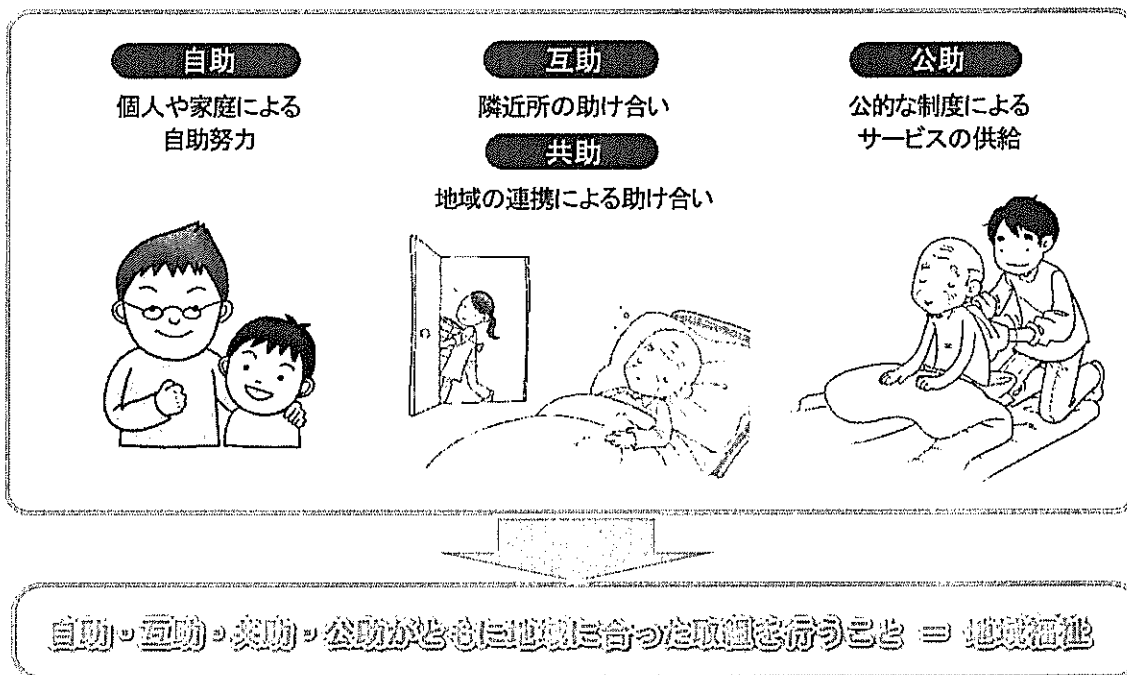 自助
個人や家庭による
自助努力
互助
隣近所の助け合い
共助
地域の連携による助け合い
公助
公的な制度による
サービスの供給
自助・互助・共助・公助がともに地域に合った取組を行うこと = 地域福祉